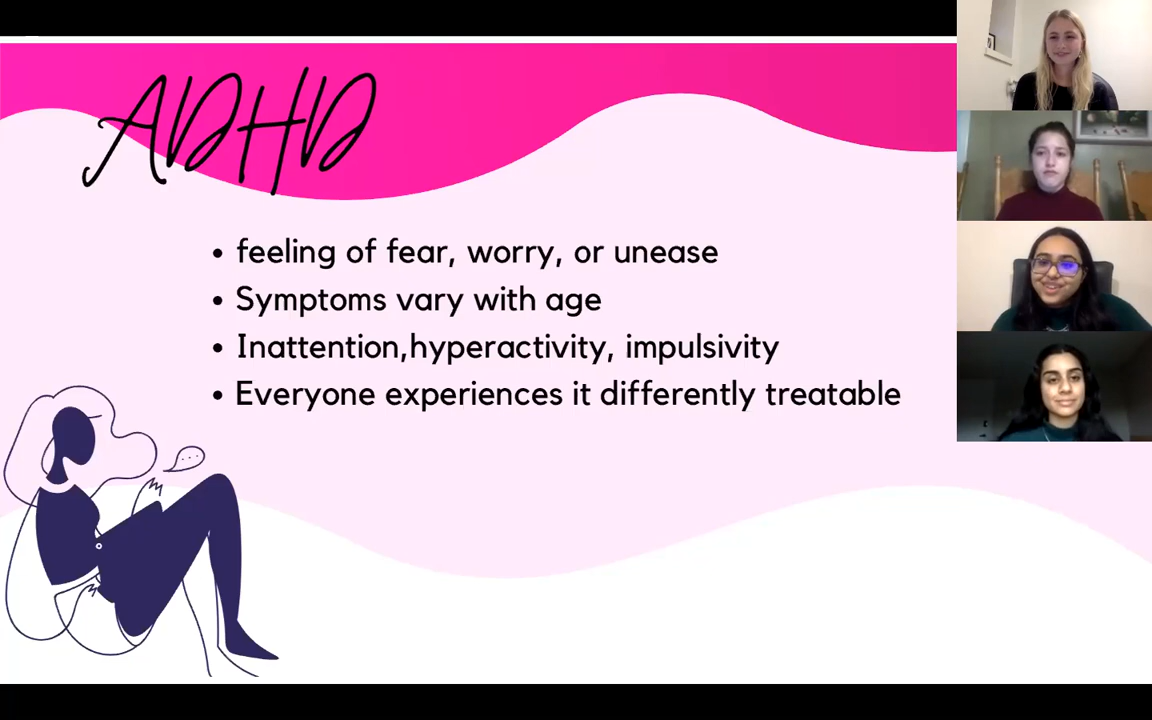 ADHD
• feeling of fear, worry, or unease
• Symptoms vary with age
• Inattention,hyperactivity, impulsivity
• Everyone experiences it differently treatable